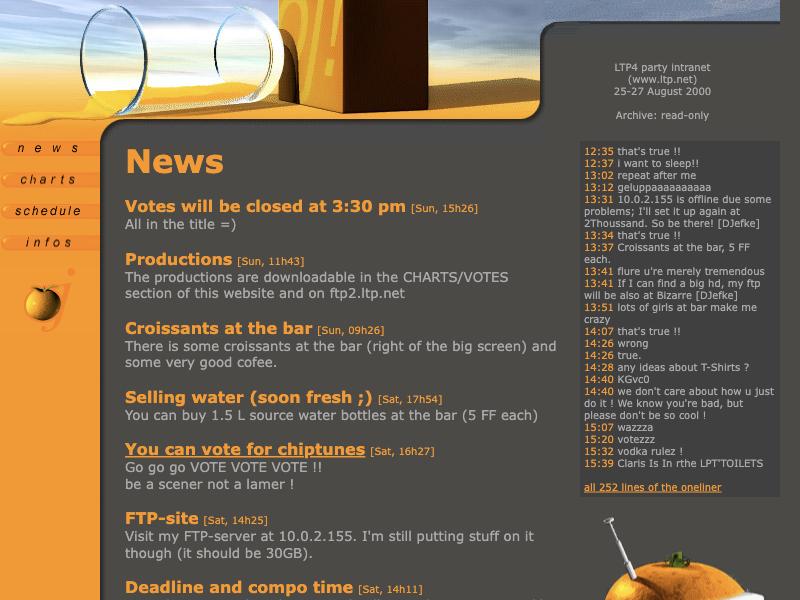 LTP4 party intranet
(www.ltp.net)
25-27 August 2000
Archive: read-only
news
charts
schedule
infos
j
News
Votes will be closed at 3:30 pm [Sun, 15h26]
All in the title =)
Productions [Sun, 11h43]
The productions are downloadable in the CHARTS/VOTES
section of this website and on ftp2.ltp.net
Croissants at the bar [Sun, 09h26]
There is some croissants at the bar (right of the big screen) and
some very good cofee.
Selling water (soon fresh ;) [Sat, 17h54]
You can buy 1.5 L source water bottles at the bar (5 FF each)
You can vote for chiptunes [Sat, 16h27]
Go go go VOTE VOTE VOTE !!
be a scener not a lamer !
FTP-site [Sat, 14h25]
Visit my FTP-server at 10.0.2.155. I'm still putting stuff on it
though (it should be 30GB).
Deadline and compo time [Sat, 14h11]
12:35 that's true !!
12:37 i want to sleep!!
13:02 repeat after me
13:12 geluppaaaaaaaaaa
13:31 10.0.2.155 is offline due some
problems; I'll set it up again at
2Thoussand. So be there! [DJefke]
13:34 that's true !!
13:37 Croissants at the bar, 5 FF
each.
13:41 flure u're merely tremendous
13:41 If I can find a big hd, my ftp
will be also at Bizarre [DJefke]
13:51 lots of girls at bar make me
crazy
14:07 that's true !!
14:26 wrong
14:26 true.
14:28 any ideas about T-Shirts ?
14:40 KGvc0
14:40 we don't care about how u just
do it ! We know you're bad, but
please don't be so cool !
15:07 wazzza
15:20 votezzz
15:32 vodka rulez !
15:39 Claris Is In rthe LPT'TOILETS
all 252 lines of the oneliner